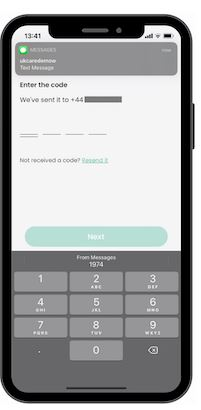 13:41
MESSAGES now
ukcaredernow
Text Message
Enter the code
We've sent it to +44
Not received a code? Resend it
Next
From Messages
1974
1 2 3
ABC DEF
4 5 6
GHI JKL MNO
7 8 9
PQRS TUV WXYZ
. 0